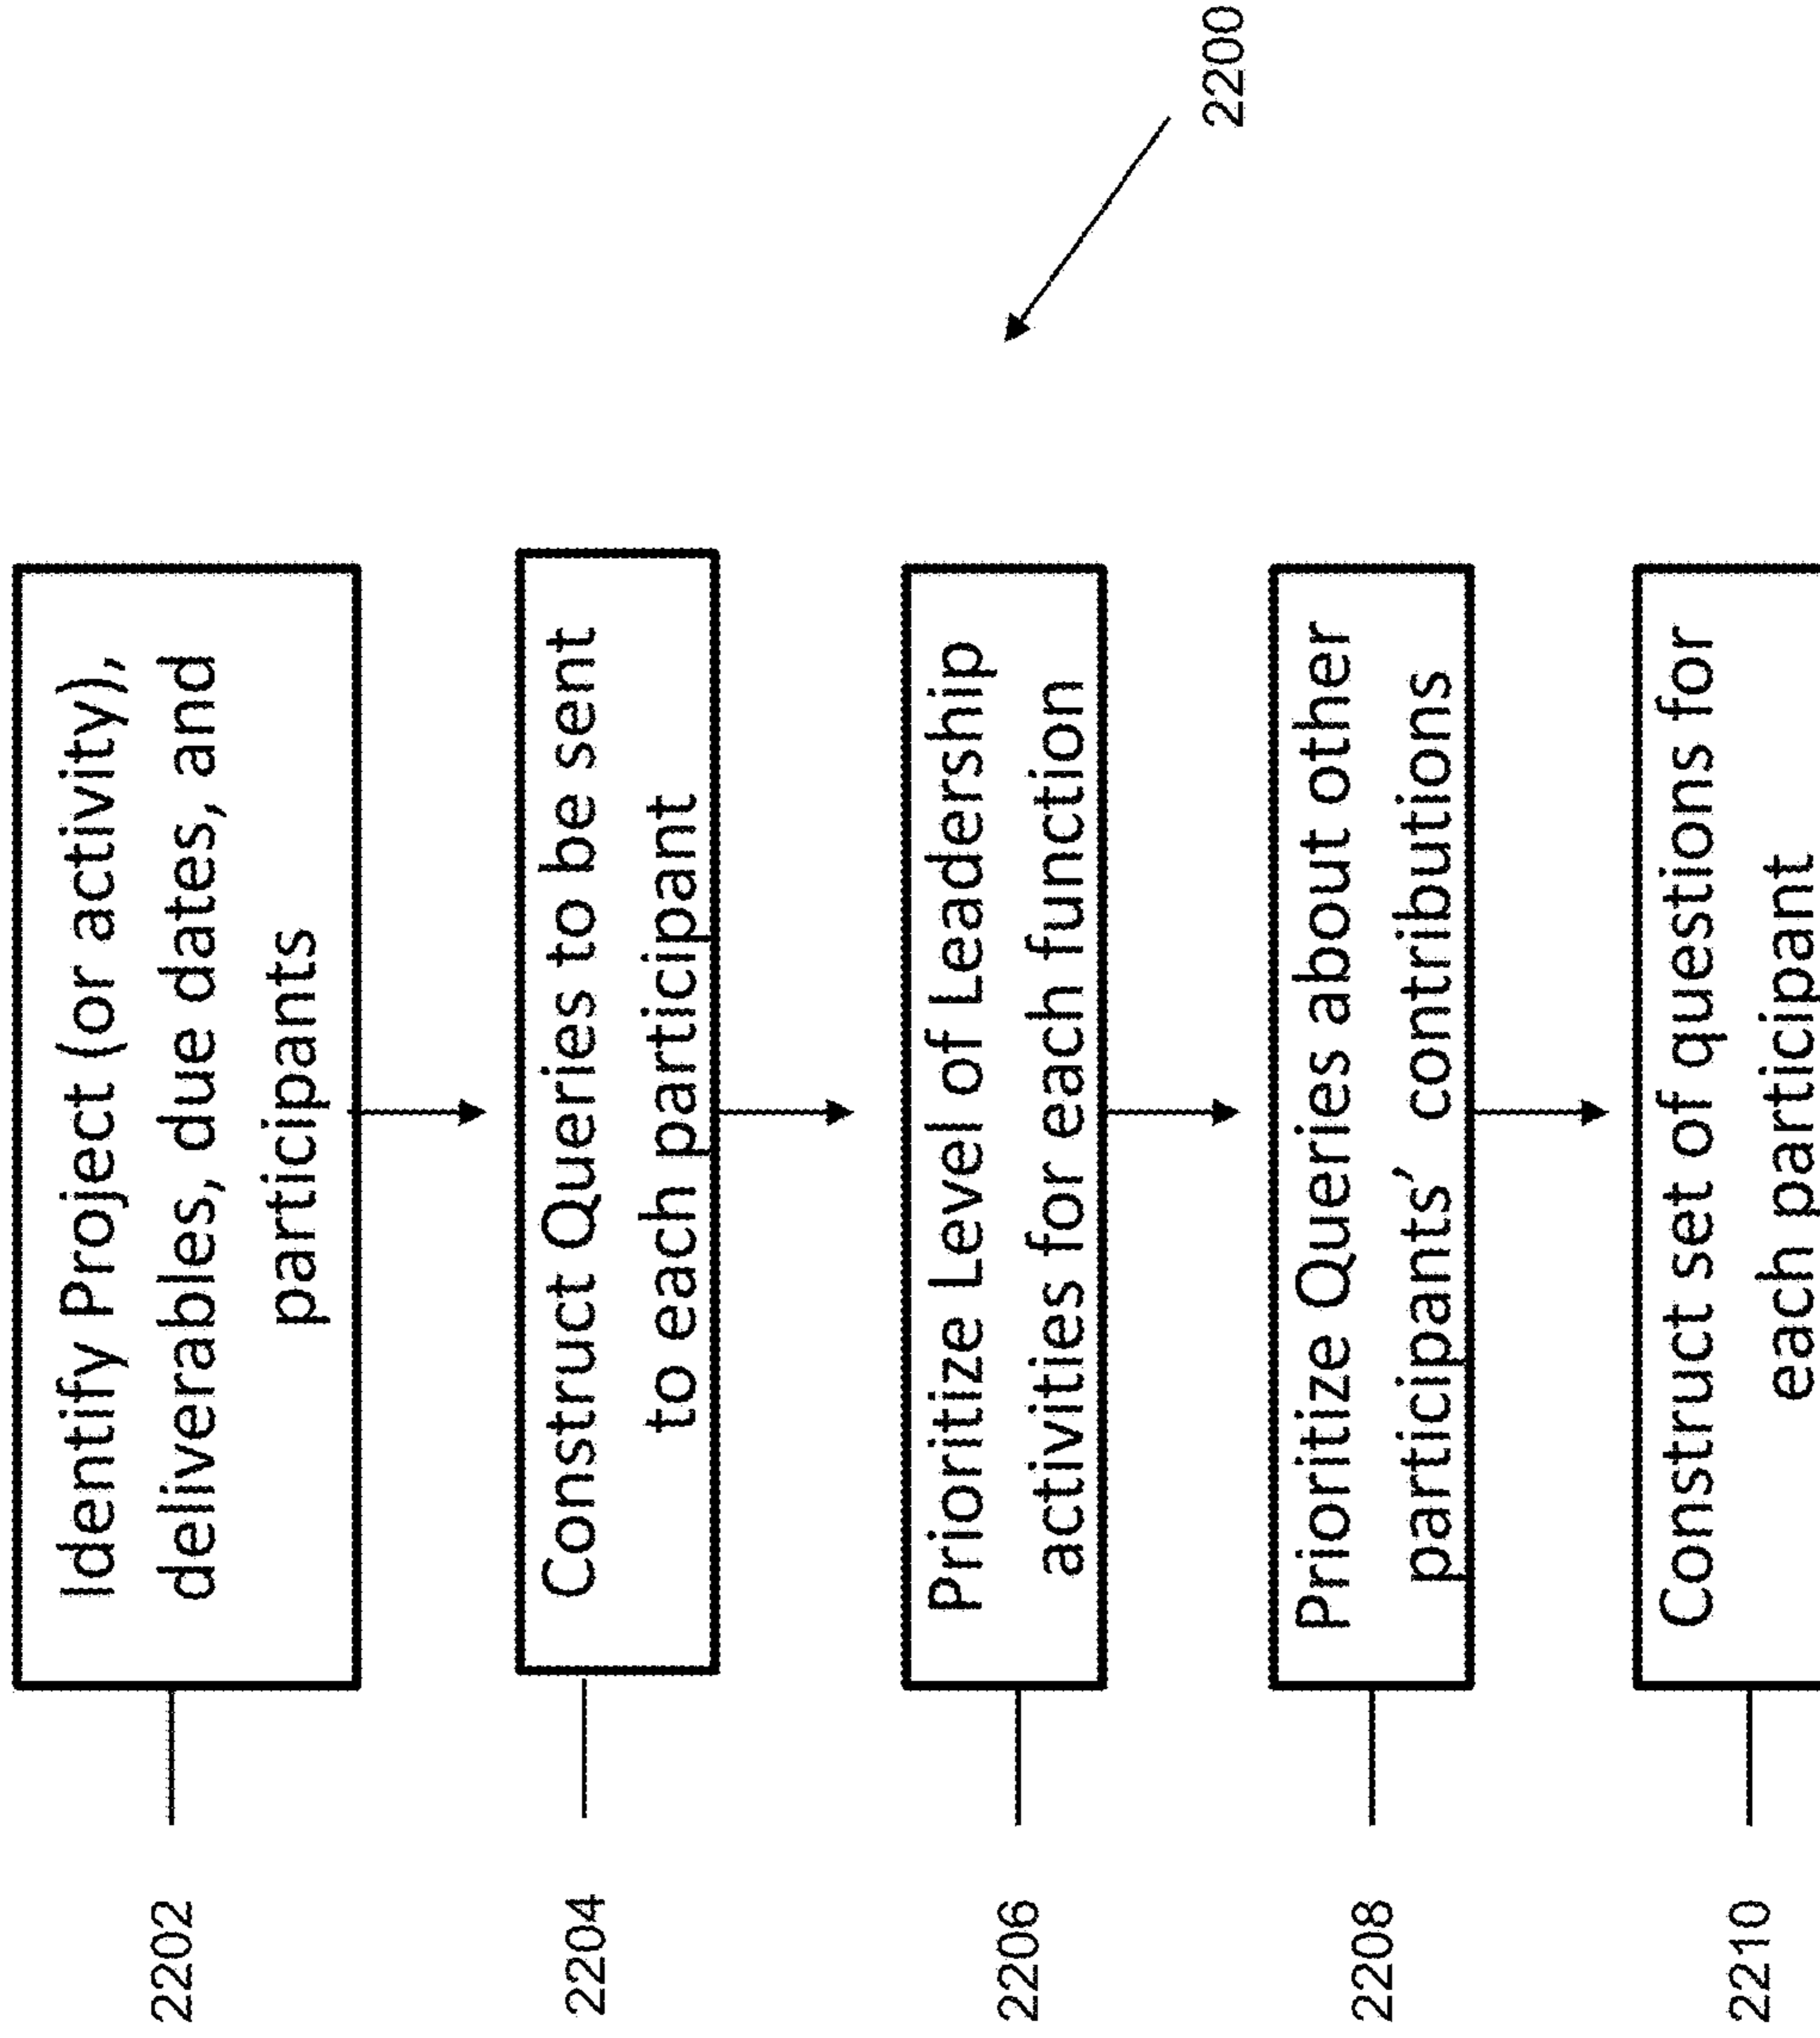 2202
Identify Project (or activity),
deliverables, due dates, and
participants
2204
Construct Queries to be sent
to each participant
2206
Prioritize Level of Leadership
activities for each function
2208
Prioritize Queries about other
participants’ contributions
2210
Construct set of questions for
each participant
2200